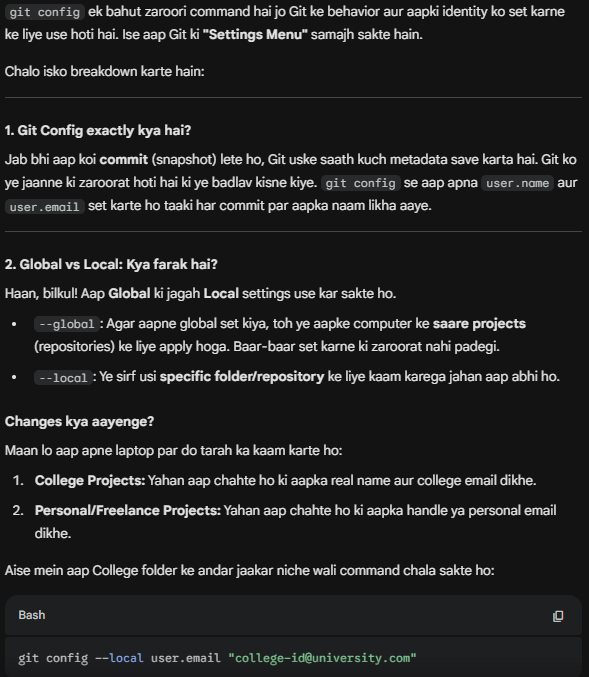 git config ek bahut zaroori command hai jo Git ke behavior aur aapki identity ko set karne
ke liye use hoti hai. Ise aap Git ki "Settings Menu" samajh sakte hain.
Chalo isko breakdown karte hain:
1. Git Config exactly kya hai?
Jab bhi aap koi commit (snapshot) lete ho, Git uske saath kuch metadata save karta hai. Git ko
ye jaanne ki zaroorat hoti hai ki ye badlav kisne kiye. git config se aap apna user.name aur
user.email set karte ho taaki har commit par aapka naam likha aaye.
2. Global vs Local: Kya farak hai?
Haan, bilkul! Aap Global ki jagah Local settings use kar sakte ho.
• --global : Agar aapne global set kiya, toh ye aapke computer ke saare projects
(repositories) ke liye apply hoga. Baar-baar set karne ki zaroorat nahi padegi.
• --local : Ye sirf usi specific folder/repository ke liye kaam karega jahan aap abhi ho.
Changes kya aayenge?
Maan lo aap apne laptop par do tarah ka kaam karte ho:
1. College Projects: Yahan aap chahte ho ki aapka real name aur college email dikhe.
2. Personal/Freelance Projects: Yahan aap chahte ho ki aapka handle ya personal email
dikhe.
Aise mein aap College folder ke andar jaakar niche wali command chala sakte ho:
Bash
git config --local user.email "college-id@university.com"